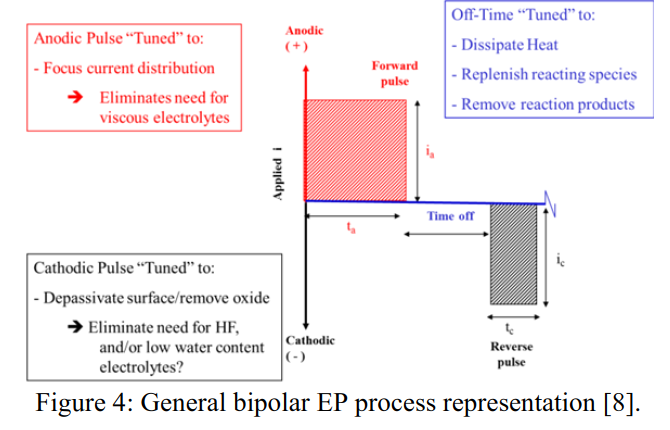 Anodic Pulse “Tuned” to:
- Focus current distribution
➔ Eliminates need for
viscous electrolytes
Anodic
(+)
Forward
pulse
Off-Time “Tuned” to:
- Dissipate Heat
- Replenish reacting species
- Remove reaction products
Applied i
ia
ta
Time off
Cathodic Pulse “Tuned” to:
- Depassivate surface/remove oxide
➔ Eliminate need for HF,
and/or low water content
electrolytes?
Cathodic
(-)
ic
tc
Reverse
pulse
Figure 4: General bipolar EP process representation [8].